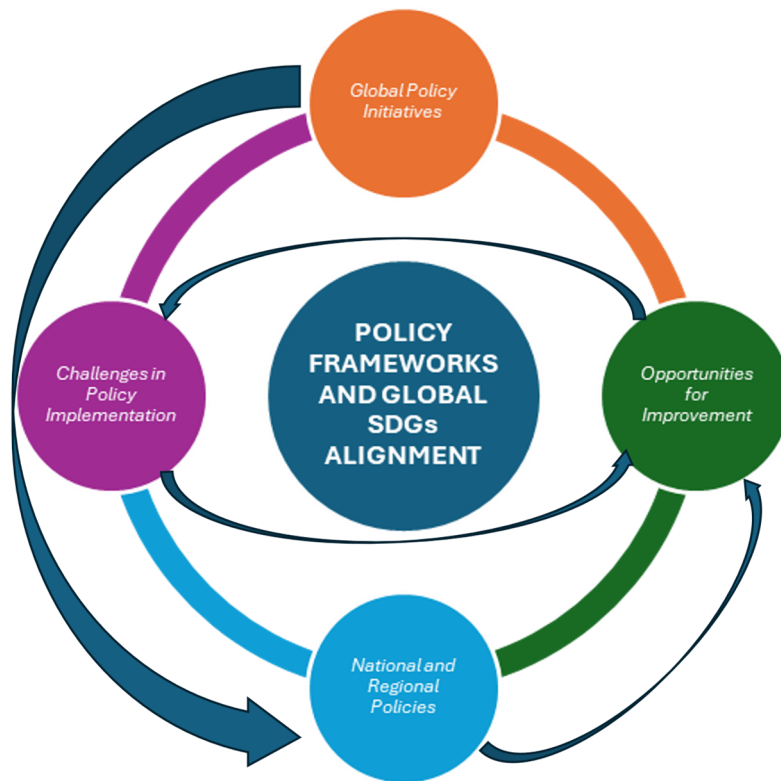 Global Policy
Initiatives
POLICY
FRAMEWORKS
AND GLOBAL
SDGs
ALIGNMENT
Challenges in
Policy
Implementation
Opportunities
for
Improvement
National and
Regional
Policies